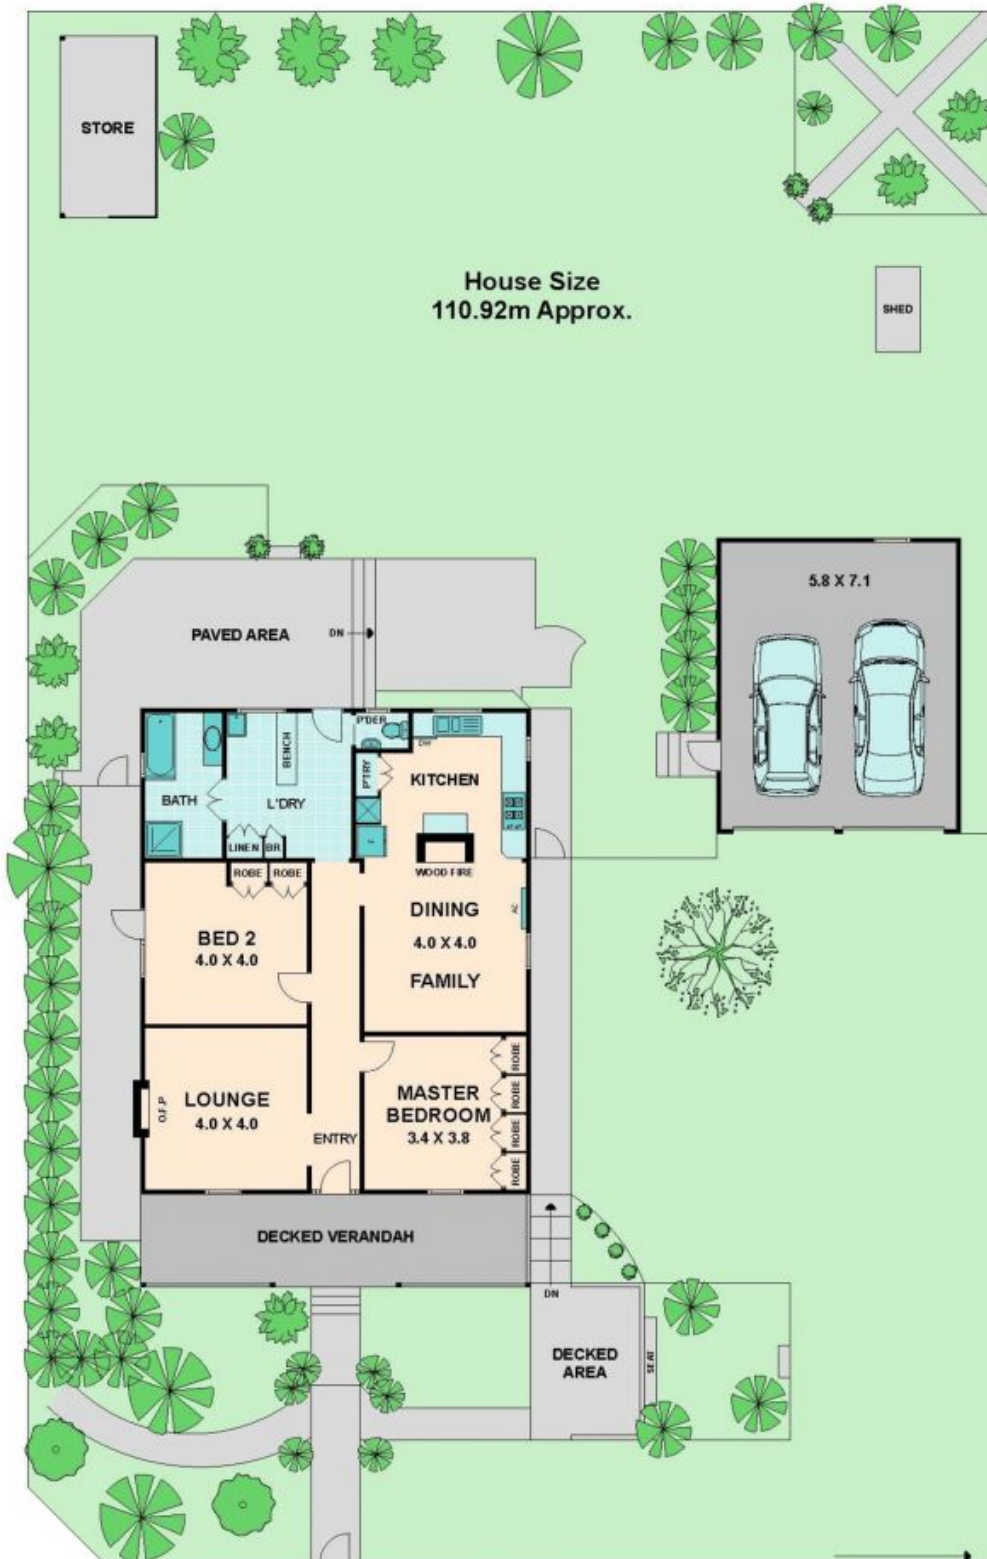 STORE
House Size
110.92m Approx.
SHED
5.8 X 7.1
PAVED AREA
DN
P'DER
BENCH
DW
P'TRY
KITCHEN
BATH
L'DRY
LINEN
BR
F
WOOD FIRE
ROBE
ROBE
DINING
4.0 X 4.0
FAMILY
AC
BED 2
4.0 X 4.0
LOUNGE
4.0 X 4.0
O.F.P
ENTRY
MASTER
BEDROOM
3.4 X 3.8
ROBE
ROBE
ROBE
ROBE
DECKED VERANDAH
DN
DECKED
AREA
SEAT